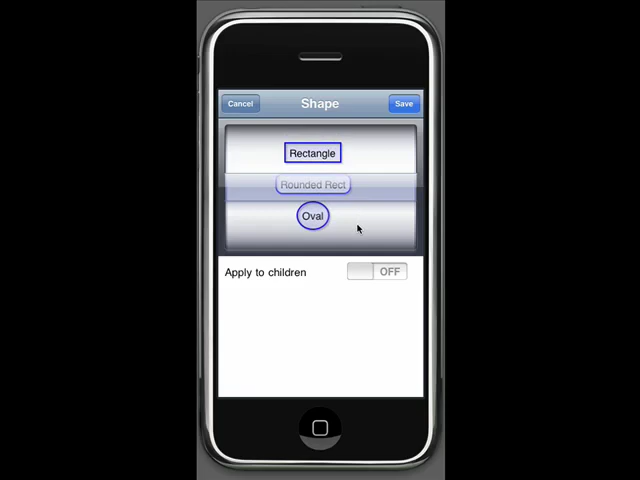 Cancel Shape Save
Rectangle
Rounded Rect
Oval
Apply to children OFF